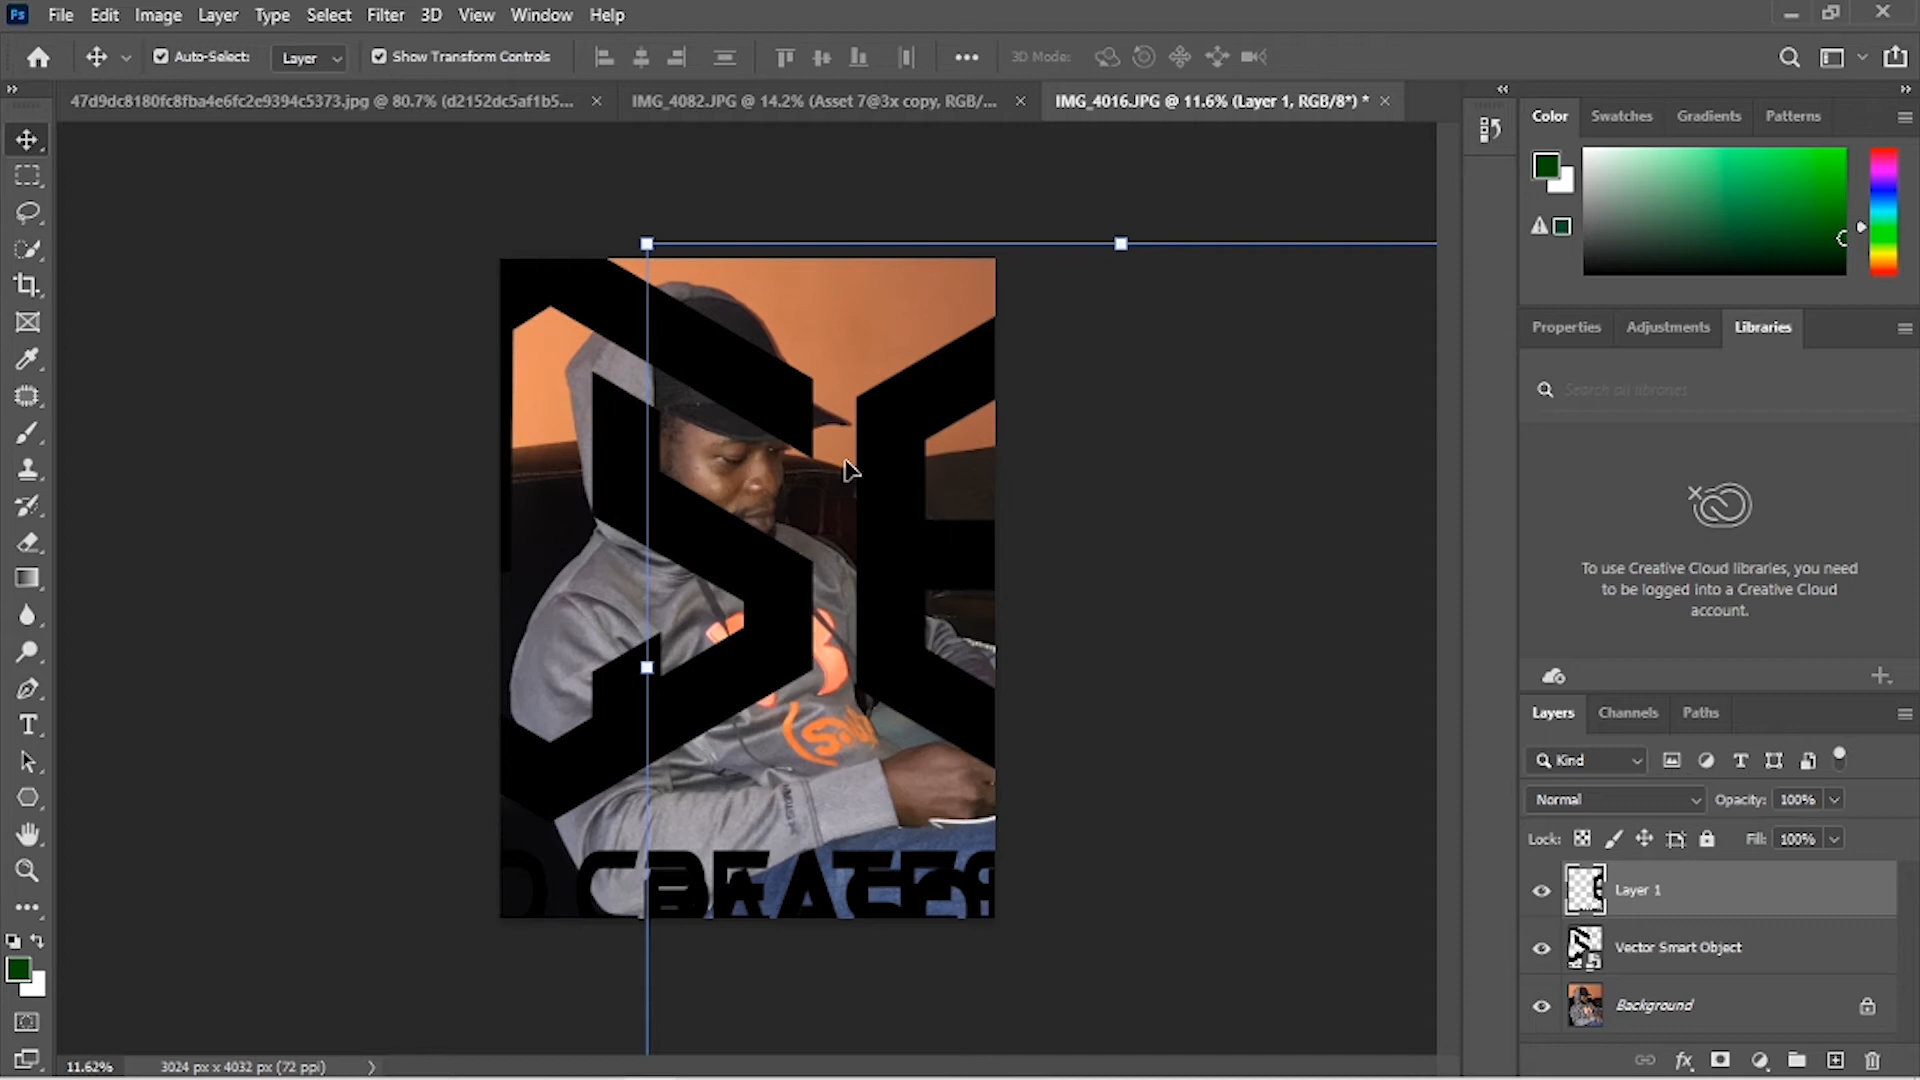 Ps File Edit Image Layer Type Select Filter 3D View Window Help
Auto-Select: Layer Show Transform Controls 3D Mode:
47d9dc8180fc8fba4e6fc2e9394c5373.jpg @ 80.7% (d2152dc5af1b5... IMG_4082.JPG @ 14.2% (Asset 7@3x copy, RGB/... IMG_4016.JPG @ 11.6% (Layer 1, RGB/8*) *
Color Swatches Gradients Patterns
Properties Adjustments Libraries
Search all libraries
To use Creative Cloud libraries, you need
to be logged into a Creative Cloud
account.
Layers Channels Paths
Kind
Normal Opacity: 100%
Lock: Fill: 100%
Layer 1
Vector Smart Object
Background
11.62% 3024 px x 4032 px (72 ppi)